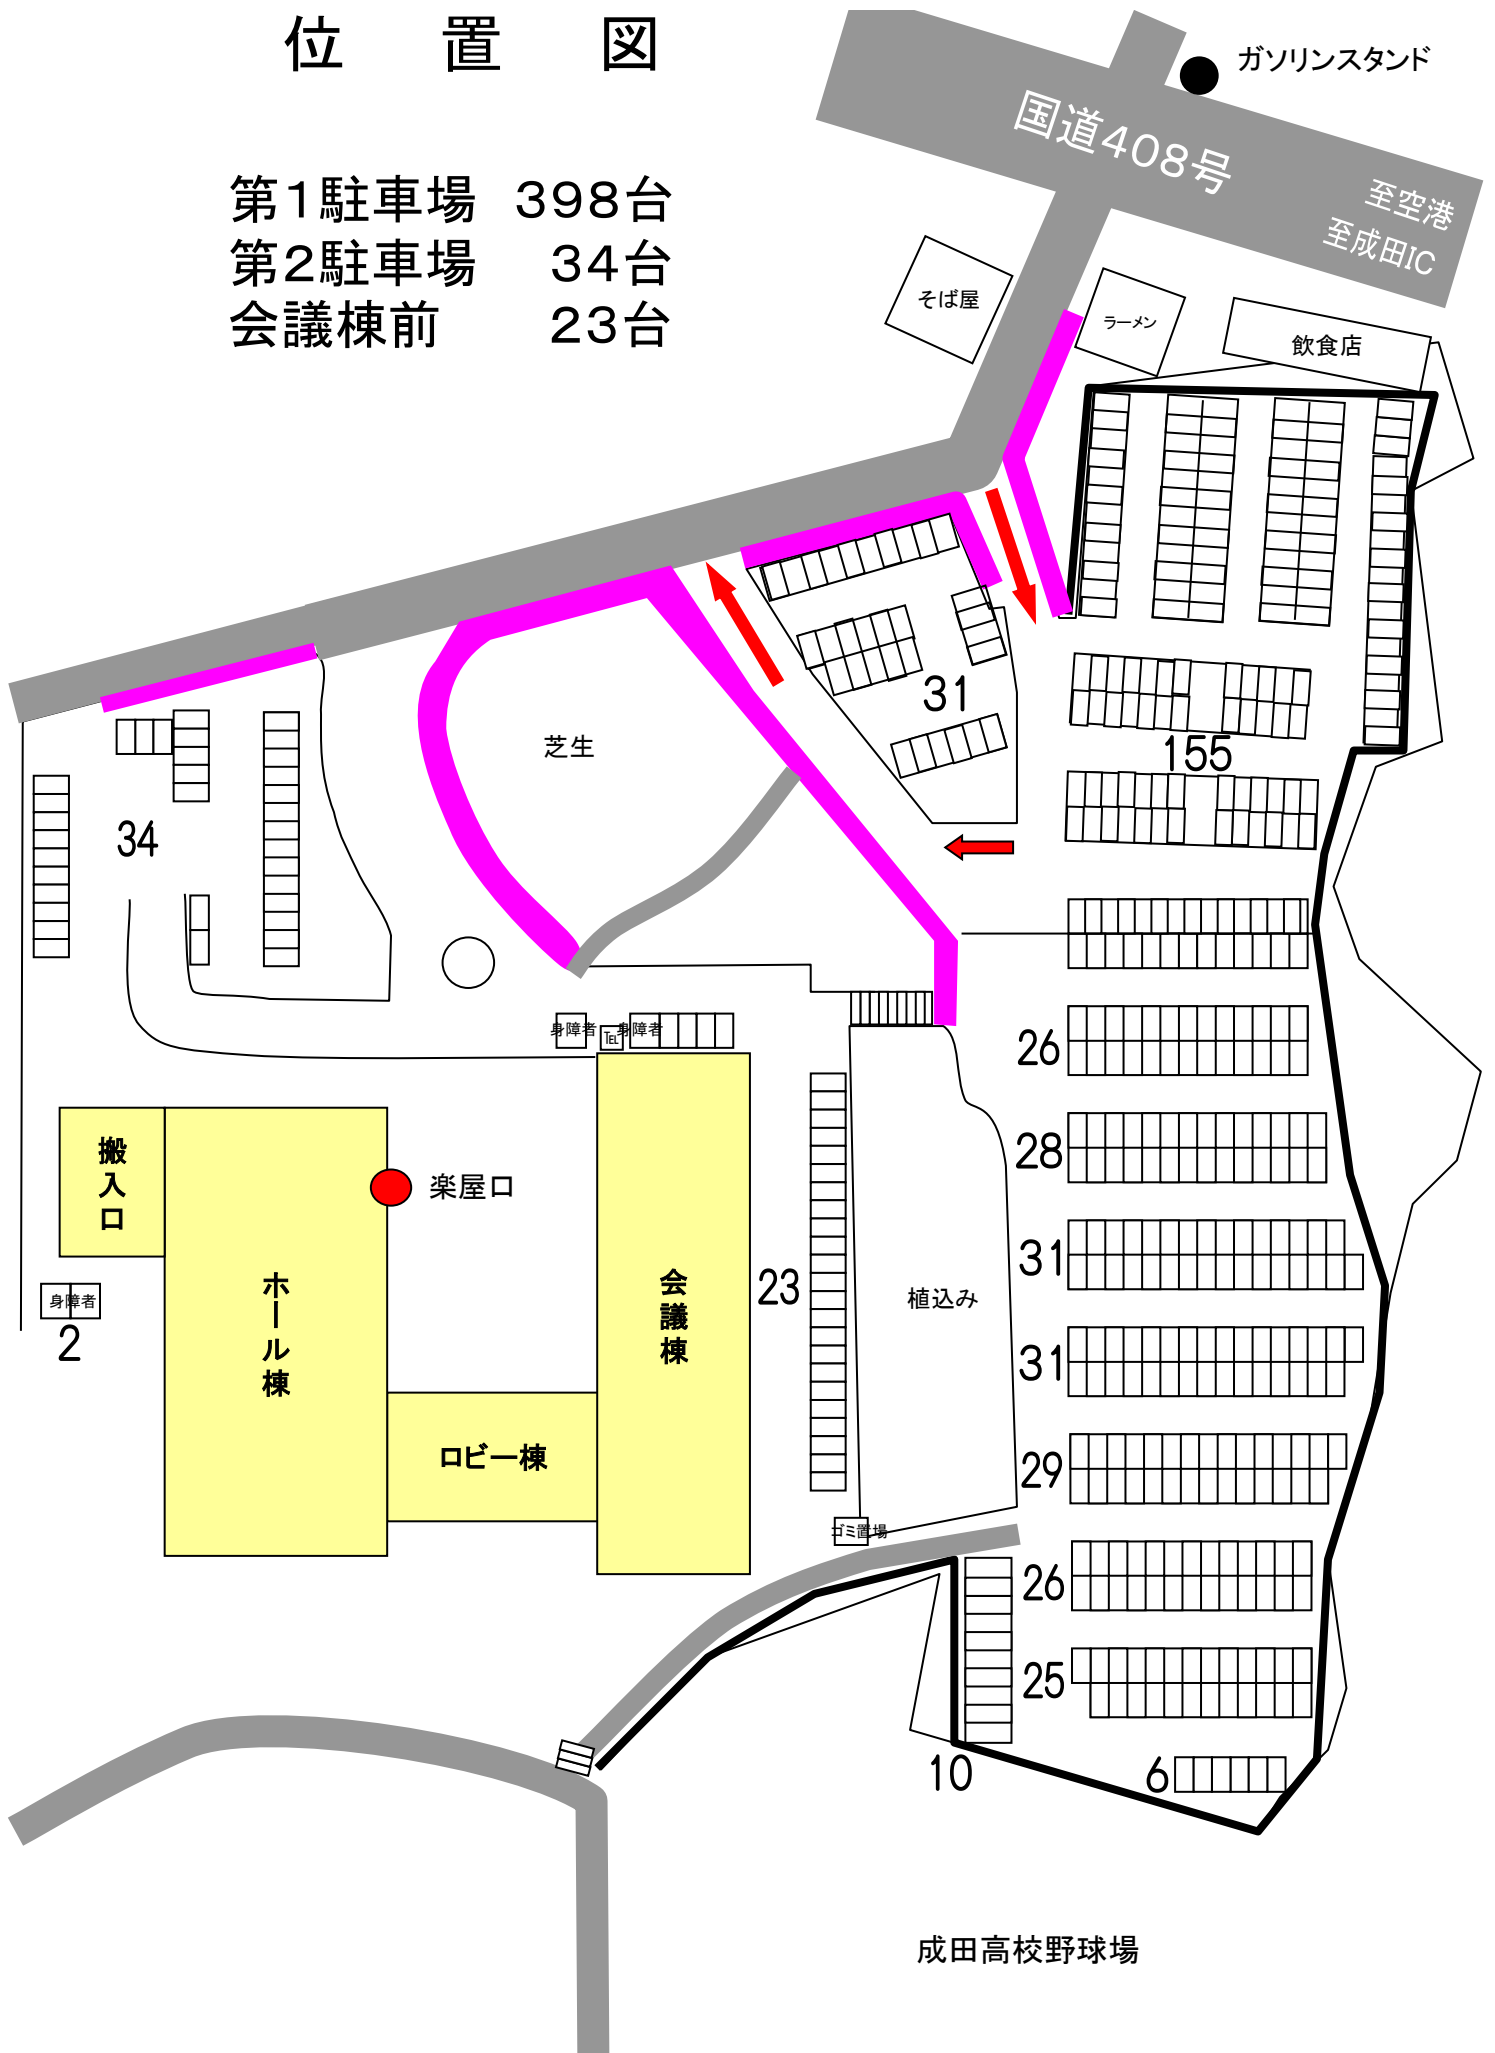 位　置　図
ガソリンスタンド
国道408号
至空港
至成田IC
第1駐車場　398台
第2駐車場　34台
会議棟前　23台
そば屋
ラーメン
飲食店
31
155
芝生
34
身障者
TEL
身障者
26
28
搬入口
楽屋口
31
ホール棟
会議棟
23
植込み
身障者
2
31
ロビー棟
29
ゴミ置場
26
25
10
6
成田高校野球場